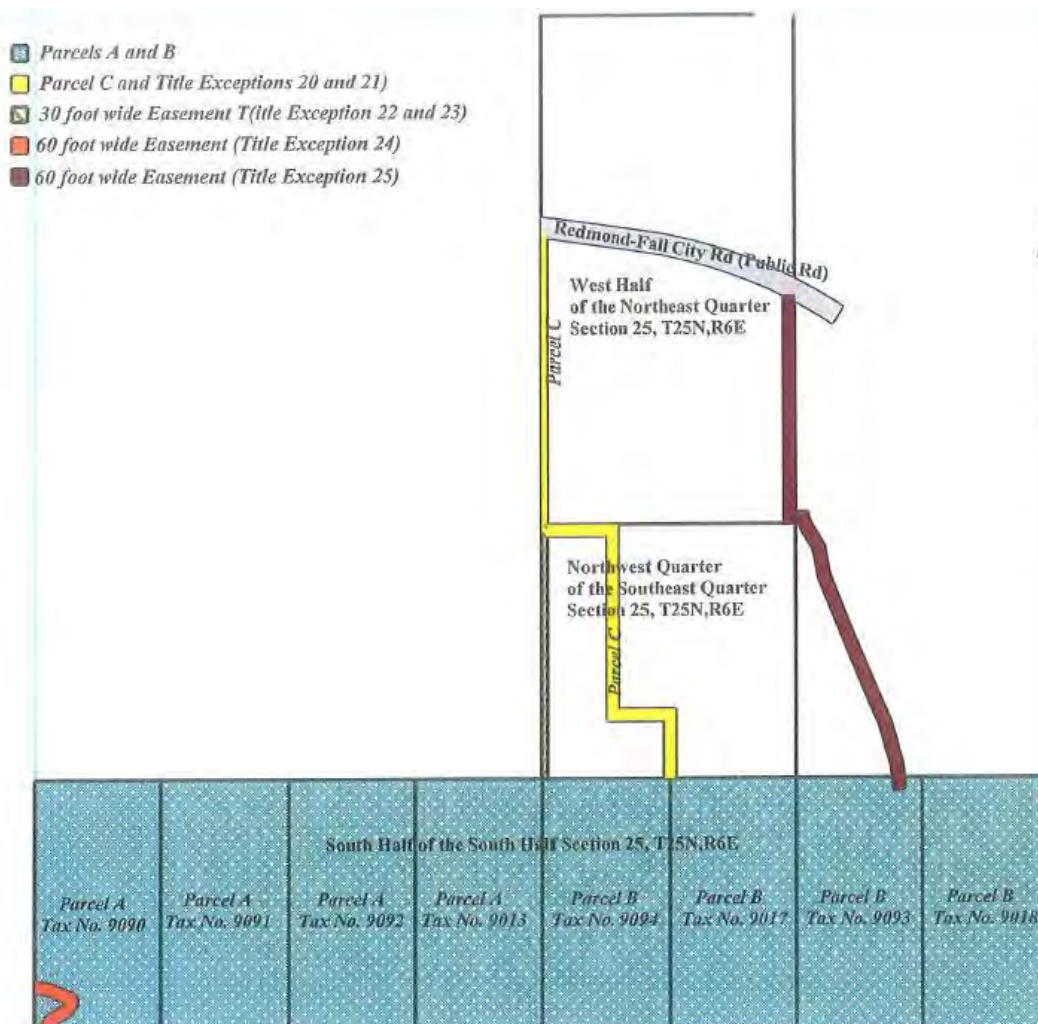 Parcels A and B
Parcel C and Title Exceptions 20 and 21)
30 foot wide Easement T(itle Exception 22 and 23)
60 foot wide Easement (Title Exception 24)
60 foot wide Easement (Title Exception 25)
Redmond-Fall City Rd (Public Rd)
West Half
of the Northeast Quarter
Section 25, T25N,R6E
Parcel C
Northwest Quarter
of the Southeast Quarter
Section 25, T25N,R6E
Parcel C
South Half of the South Half Section 25, T25N,R6E
Parcel A
Tax No. 9090
Parcel A
Tax No. 9091
Parcel A
Tax No. 9092
Parcel A
Tax No. 9013
Parcel B
Tax No. 9094
Parcel B
Tax No. 9017
Parcel B
Tax No. 9093
Parcel B
Tax No. 9018